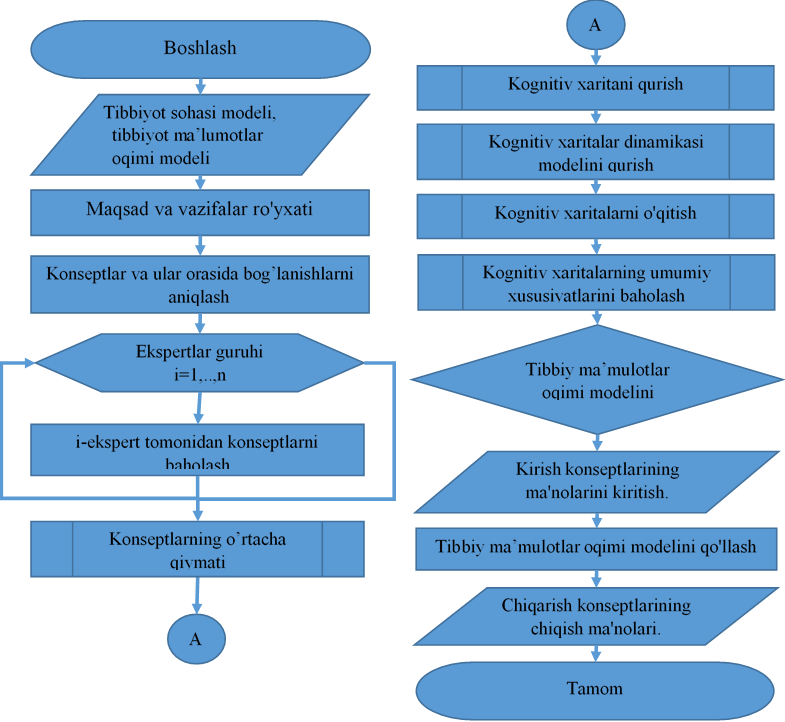 Boshlash
Tibbiyot sohasi modeli,
tibbiyot ma’lumotlar
oqimi modeli
Maqsad va vazifalar ro'yxati
Konseptlar va ular orasida bog’lanishlarni
aniqlash
Ekspertlar guruhi
i=1,..,n
i-ekspert tomonidan konseptlarni
baholash
Konseptlarning o’rtacha
qiymati
A
A
Kognitiv xaritani qurish
Kognitiv xaritalar dinamikasi
modelini qurish
Kognitiv xaritalarni o'qitish
Kognitiv xaritalarning umumiy
xususivatlarini baholash
Tibbiy ma’mulotlar
oqimi modelini
Kirish konseptlarining
ma'nolarini kiritish.
Tibbiy ma’mulotlar oqimi modelini qo'llash
Chiqarish konseptlarining
chiqish ma'nolari.
Tamom